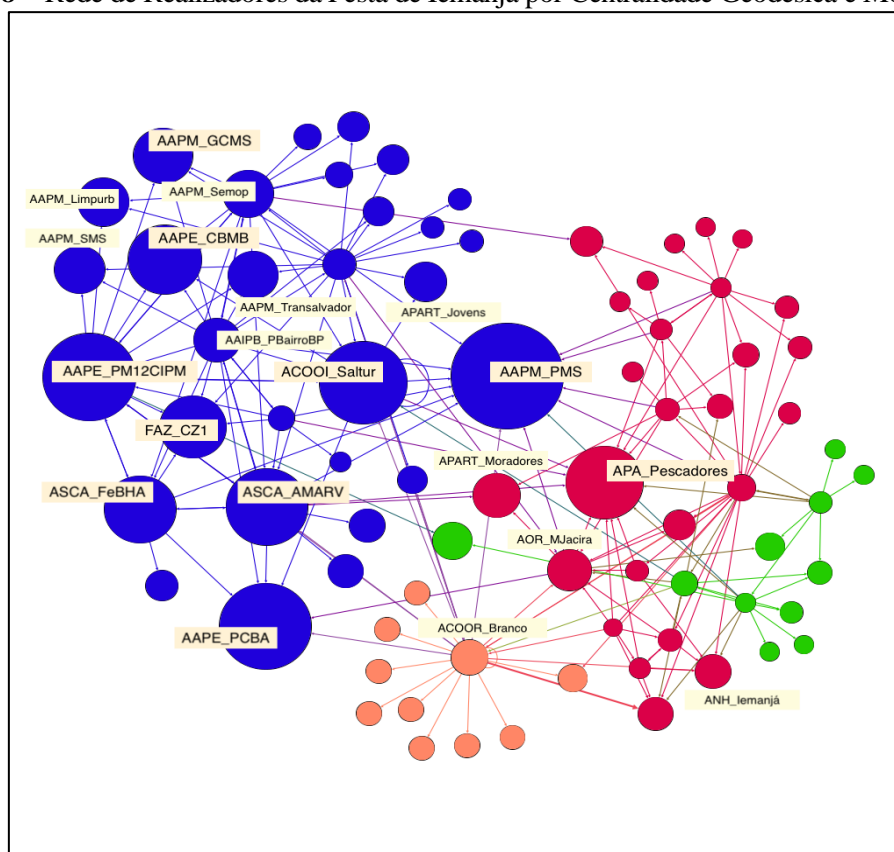 Rede de Realizadores da Festa de Iemanjá por Centralidade Geodésica e
AAPM_GCMS
AAPM_Semop
AAPM_Limpurb
AAPM_SMS
AAPE_CBMB
AAPM_Transalvador
APART_Jovens
AAIPB_PBairroBP
AAPE_PM12CIPM
ACOOI_Saltur
AAPM_PMS
FAZ_CZ1
APART_Moradores
APA_Pescadores
ASCA_FeBHA
ASCA_AMARV
AOR_MJacira
AAPE_PCBA
ACOOR_Branco
ANH_Iemanjá